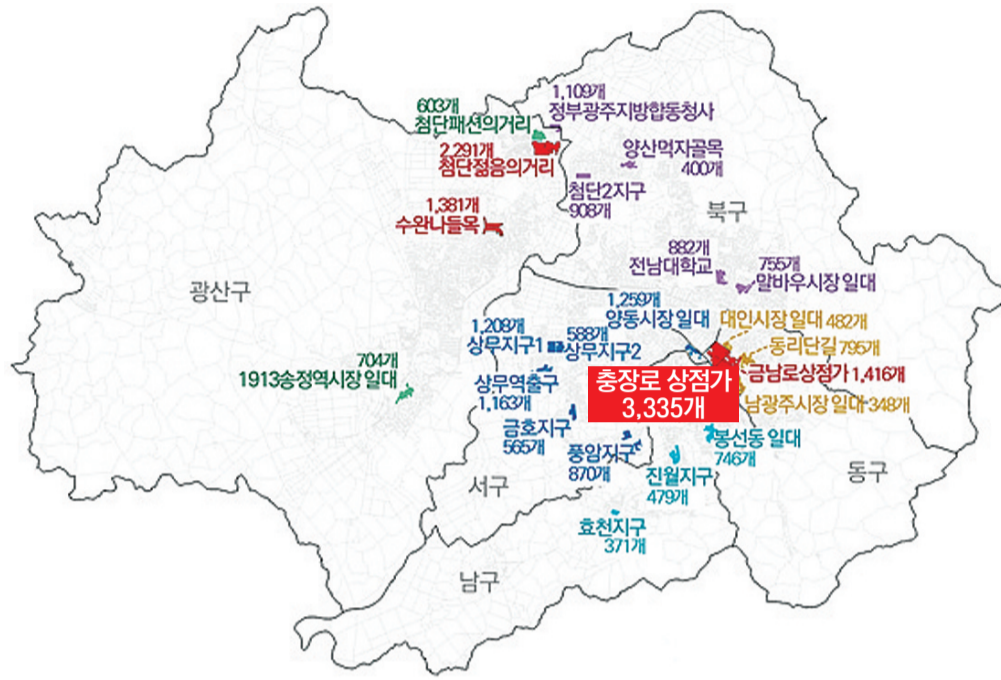 1,109개
정부광주지방합동청사
603개
첨단패션의거리
2,291개
첨단젊음의거리
양산먹자골목
400개
첨단2지구
908개
1,381개
수완나들목
북구
882개
전남대학교
755개
말바우시장 일대
광산구
1,259개
양동시장 일대
대인시장 일대 482개
1,208개
상무지구1
588개
상무지구2
동리단길 795개
704개
1913송정역시장 일대
상무역출구
1,163개
충장로 상점가
3,335개
금남로상점가 1,416개
남광주시장 일대 348개
금호지구
565개
풍암지구
870개
봉선동 일대
746개
진월지구
479개
동구
서구
효천지구
371개
남구